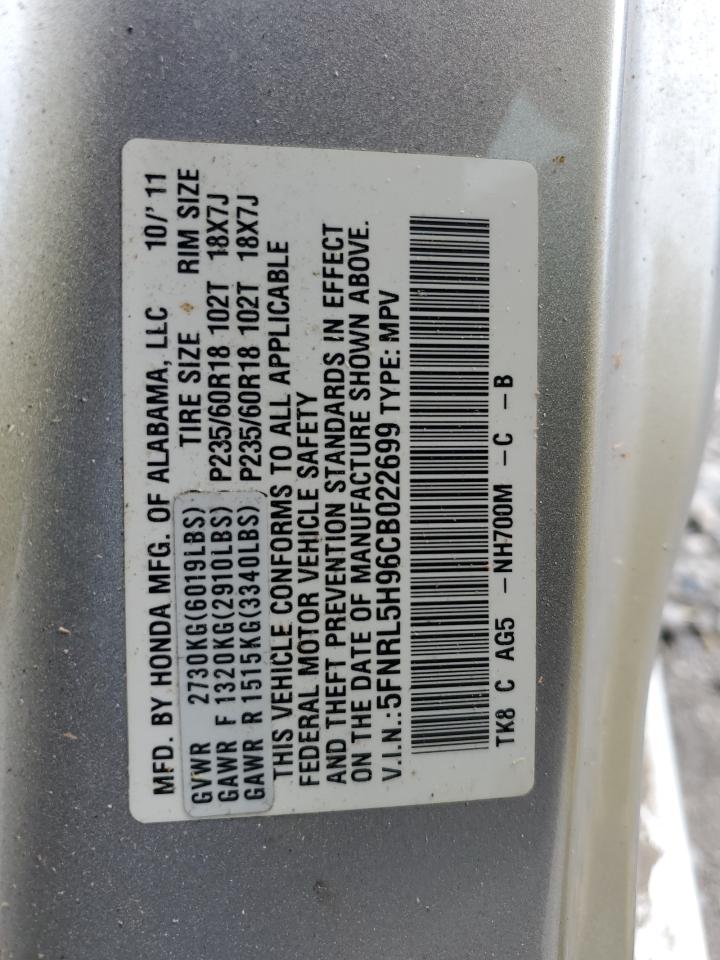 MFD. BY HONDA MFG. OF ALABAMA, LLC 10/'11
TIRE SIZE RIM SIZE
GVWR 2730KG(6019LBS)
GAWR F 1320KG(2910LBS) P235/60R18 102T 18X7J
GAWR R 1515KG(3340LBS) P235/60R18 102T 18X7J
THIS VEHICLE CONFORMS TO ALL APPLICABLE
FEDERAL MOTOR VEHICLE SAFETY
AND THEFT PREVENTION STANDARDS IN EFFECT
ON THE DATE OF MANUFACTURE SHOWN ABOVE.
V.I.N.:5FNRL5H96CB022699 TYPE: MPV
TK8 C AG5 -NH700M -C -B